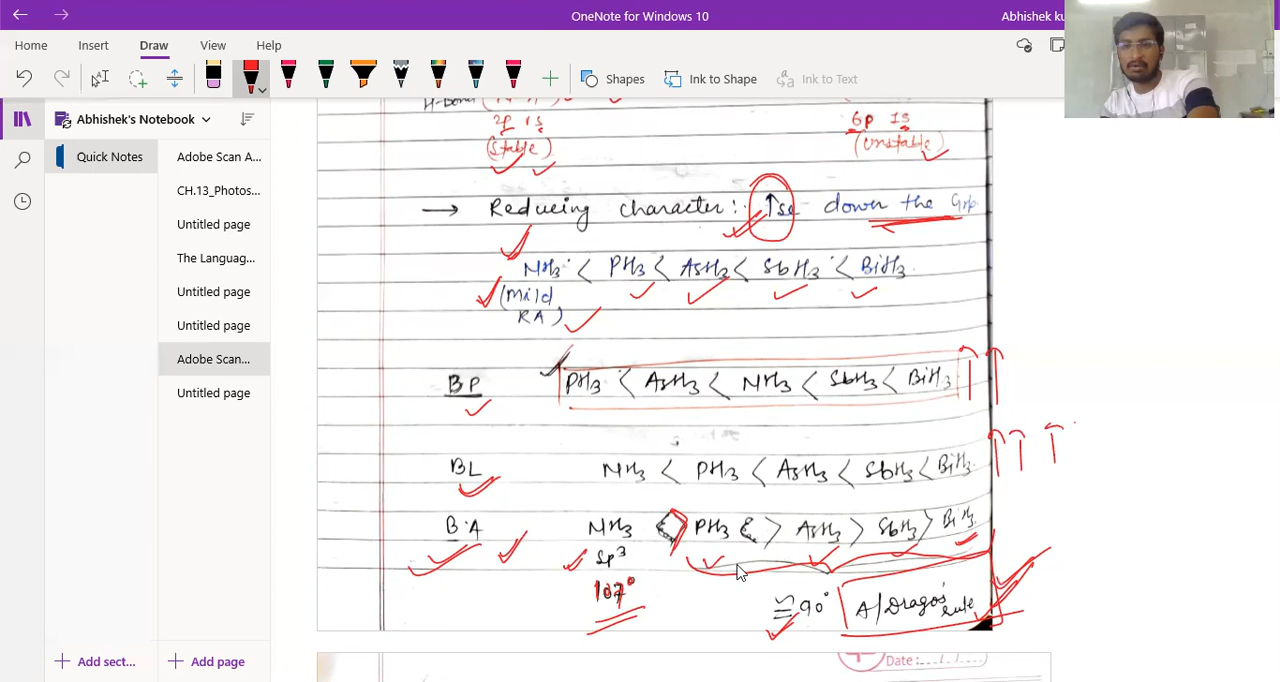 OneNote for Windows 10
Abhishek ku
Home Insert Draw View Help
Shapes Ink to Shape Ink to Text
Abhishek's Notebook
Quick Notes
Adobe Scan A...
CH.13_Photos...
Untitled page
The Languag...
Untitled page
Untitled page
Adobe Scan...
Untitled page
Add sect... Add page
2p 1s 6p 1s
(Stable) (Unstable)
→ Reducing character: ↑se down the Grp
NH3 < PH3 < AsH3 < SbH3 < BiH3
(Mild
RA)
BP PH3 < AsH3 < NH3 < SbH3 < BiH3
BL NH3 < PH3 < AsH3 < SbH3 < BiH3
B.A NH3 PH3 > AsH3 > SbH3 > BiH3
Sp3
107°
≅90° A/Drago's rule
Date :